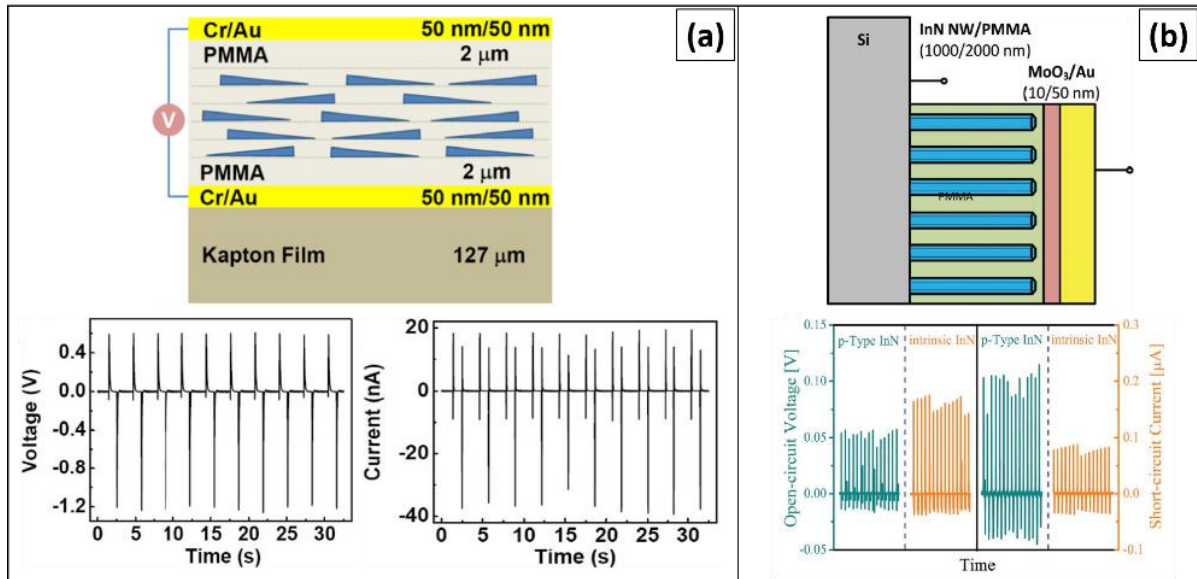 (a)
Cr/Au 50 nm/50 nm
PMMA 2 μm
V
PMMA 2 μm
Cr/Au 50 nm/50 nm
Kapton Film 127 μm
Voltage (V)
0.4
0.0
-0.4
-0.8
-1.2
0 5 10 15 20 25 30
Time (s)
Current (nA)
20
0
-20
-40
0 5 10 15 20 25 30
Time (s)
(b)
Si
InN NW/PMMA
(1000/2000 nm)
MoO₃/Au
(10/50 nm)
PMMA
Open-circuit Voltage [V]
0.15
0.10
0.05
0.00
-0.05
p-Type InN intrinsic InN p-Type InN intrinsic InN
0.3
0.2
0.1
0.0
-0.1
Short-circuit Current [μA]
Time